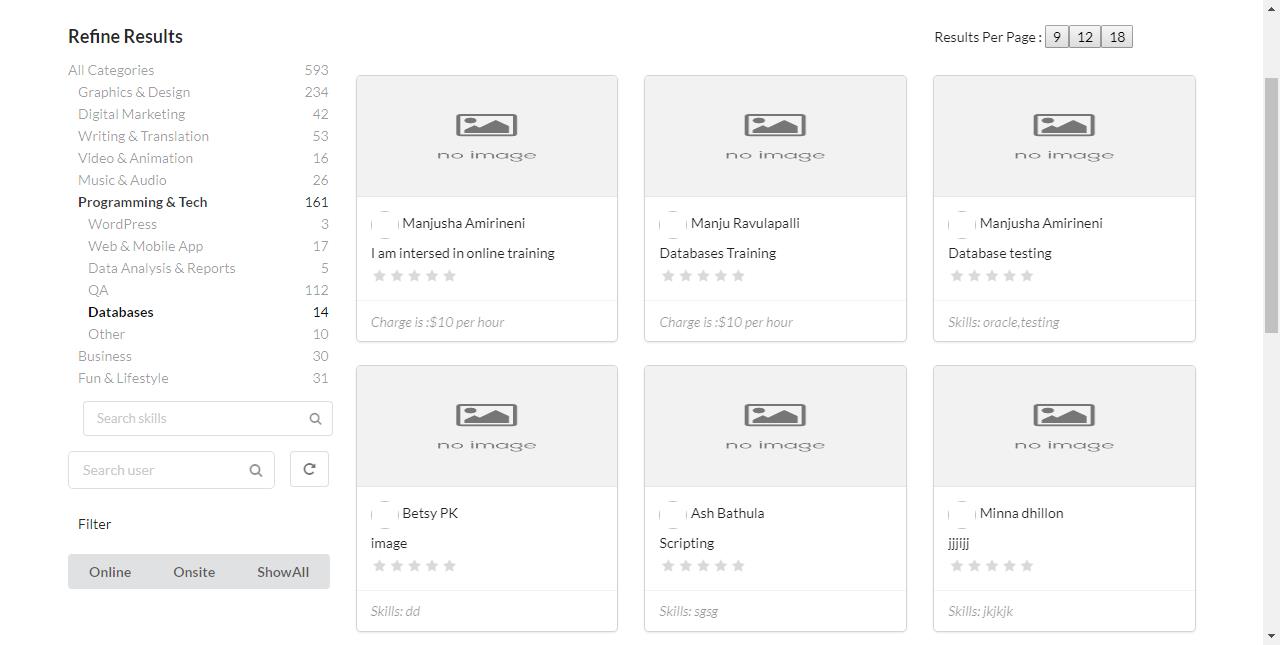 Refine Results
Results Per Page : 9 12 18
All Categories 593
Graphics & Design 234
Digital Marketing 42
Writing & Translation 53
Video & Animation 16
Music & Audio 26
Programming & Tech 161
WordPress 3
Web & Mobile App 17
Data Analysis & Reports 5
QA 112
Databases 14
Other 10
Business 30
Fun & Lifestyle 31
Search skills
Search user
Filter
Online Onsite ShowAll
no image
Manjusha Amirineni
I am intersed in online training
Charge is :$10 per hour
no image
Manju Ravulapalli
Databases Training
Charge is :$10 per hour
no image
Manjusha Amirineni
Database testing
Skills: oracle,testing
no image
Betsy PK
image
Skills: dd
no image
Ash Bathula
Scripting
Skills: sgsg
no image
Minna dhillon
jjjijj
Skills: jkjkjk